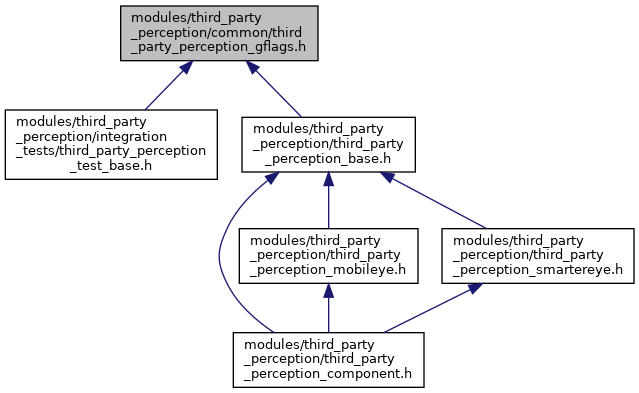 modules/third_party
_perception/common/third
_party_perception_gflags.h
modules/third_party
_perception/integration
_tests/third_party_perception
_test_base.h
modules/third_party
_perception/third_party
_perception_base.h
modules/third_party
_perception/third_party
_perception_mobileye.h
modules/third_party
_perception/third_party
_perception_smartereye.h
modules/third_party
_perception/third_party
_perception_component.h